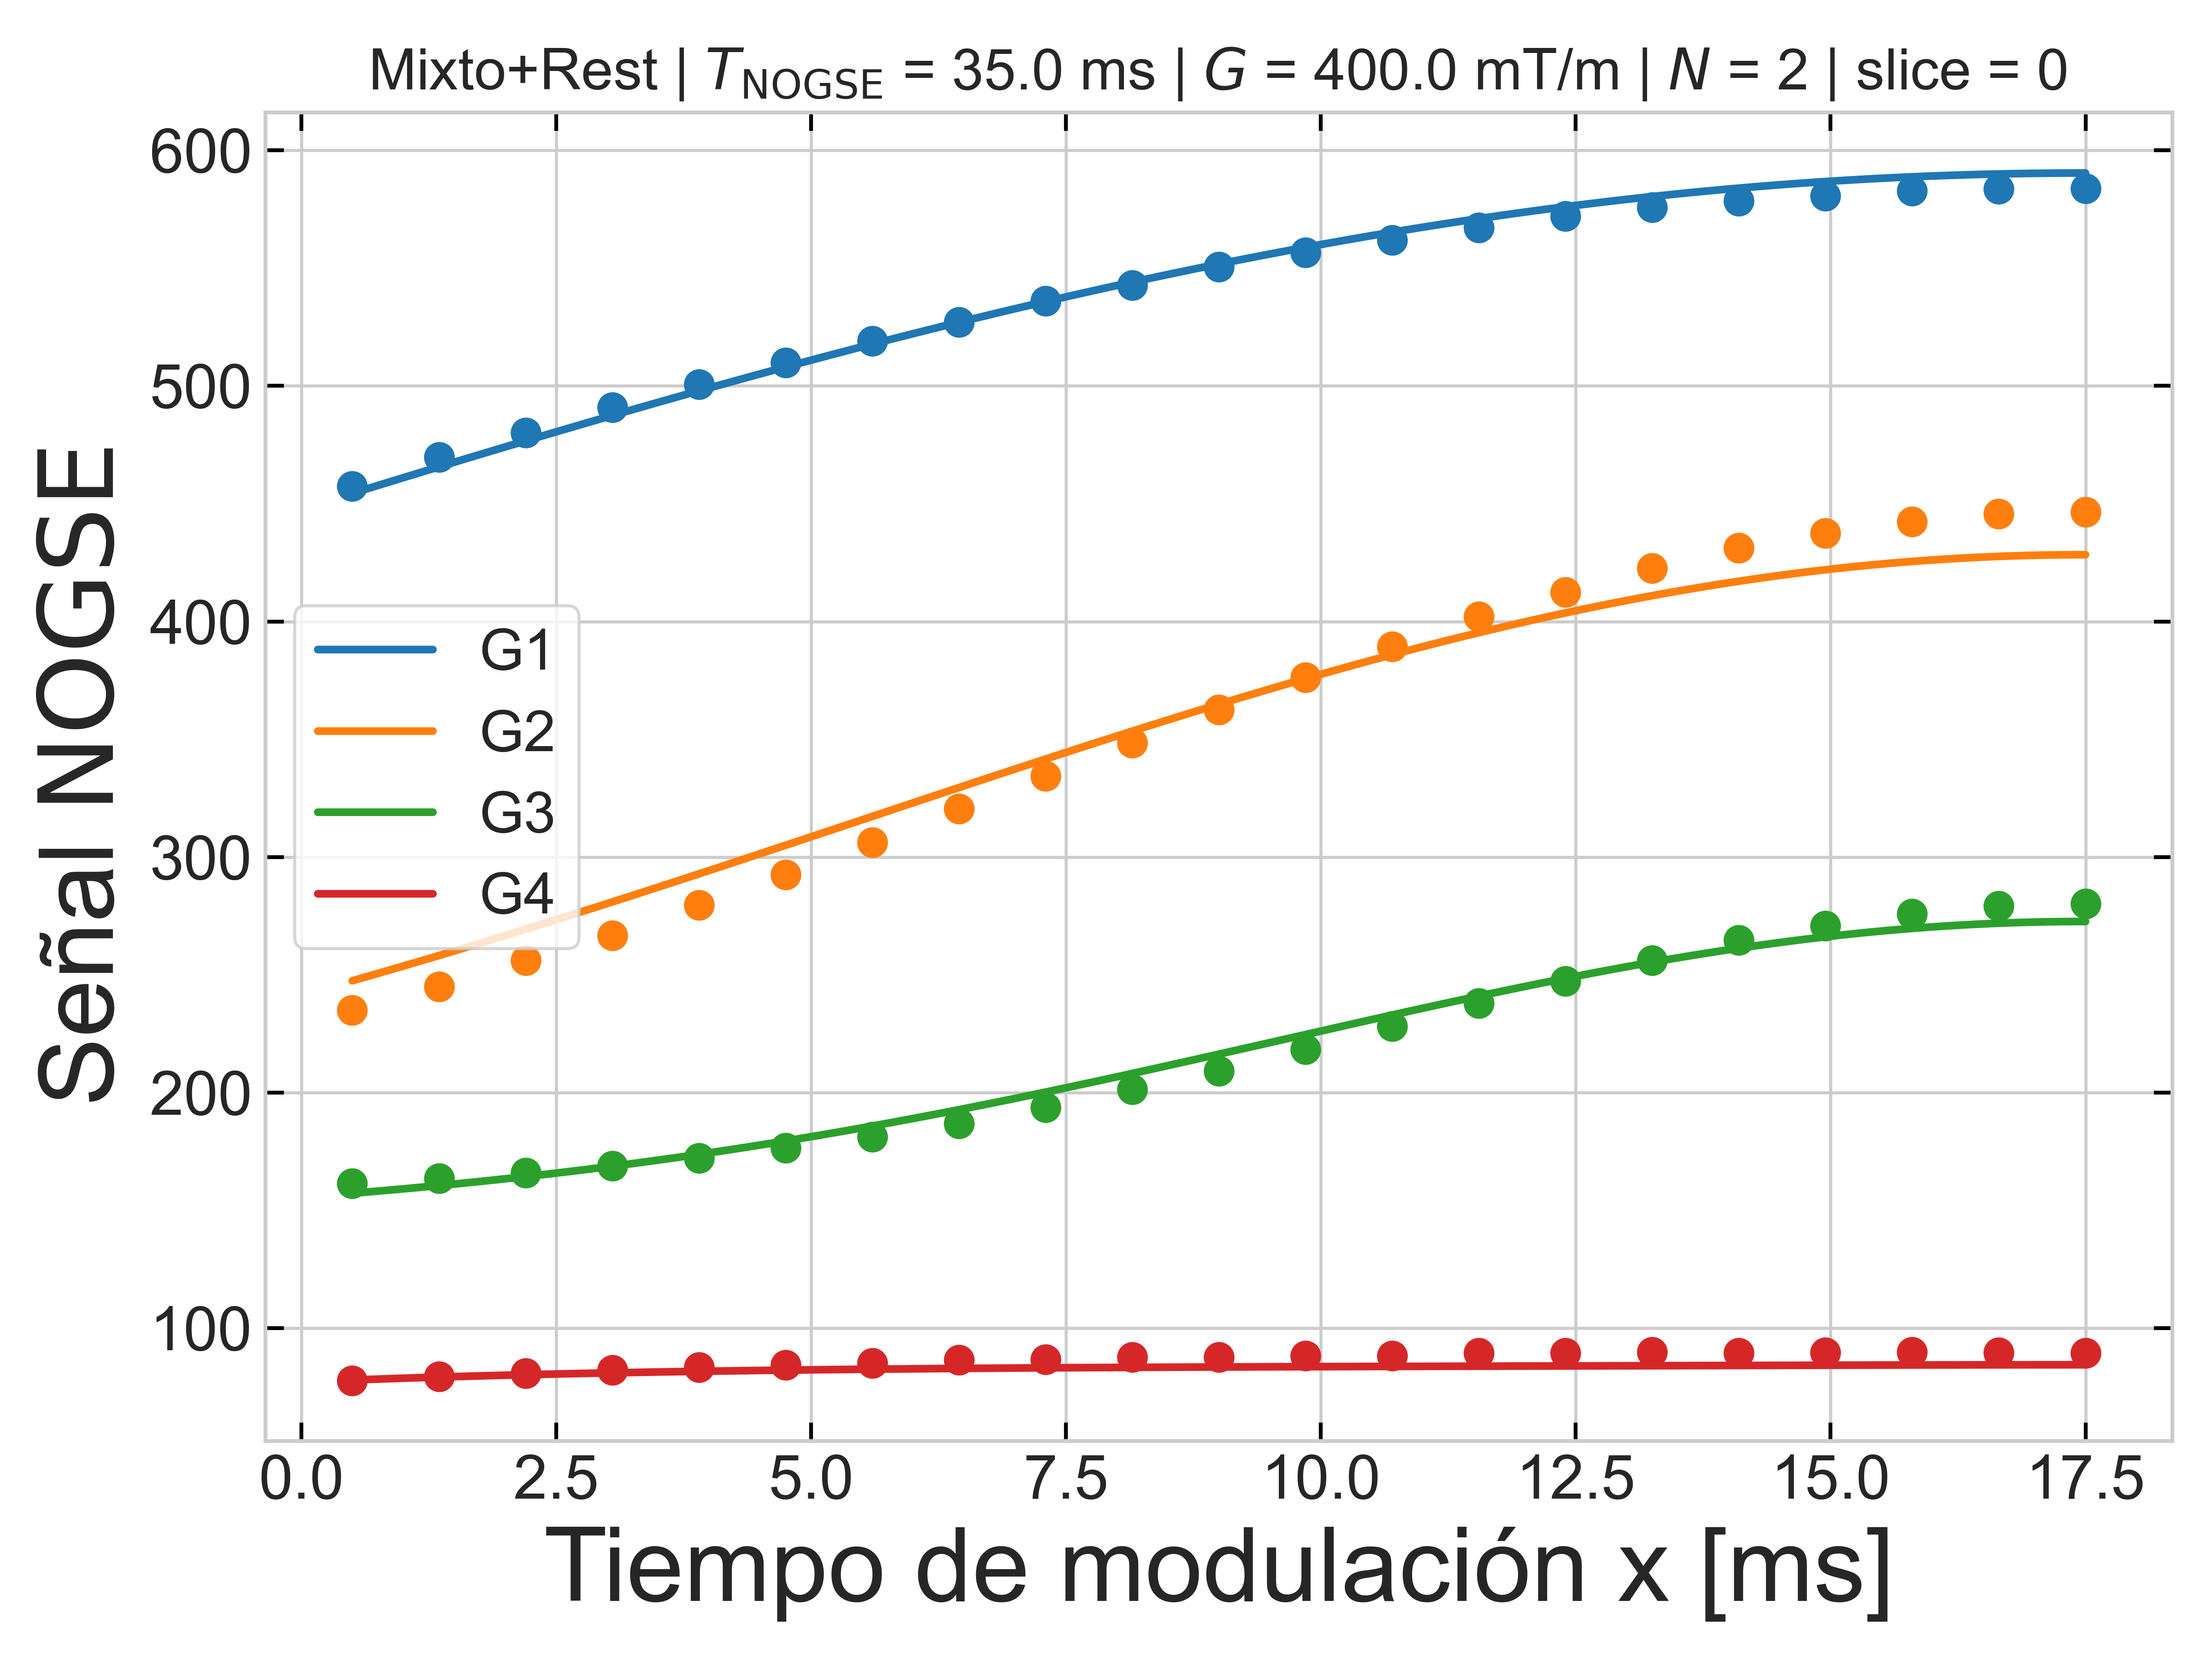 Mixto+Rest | T_NOGSE = 35.0 ms | G = 400.0 mT/m | N = 2 | slice = 0
600
500
400
300
200
100
Señal NOGSE
G1
G2
G3
G4
0.0 2.5 5.0 7.5 10.0 12.5 15.0 17.5
Tiempo de modulación x [ms]